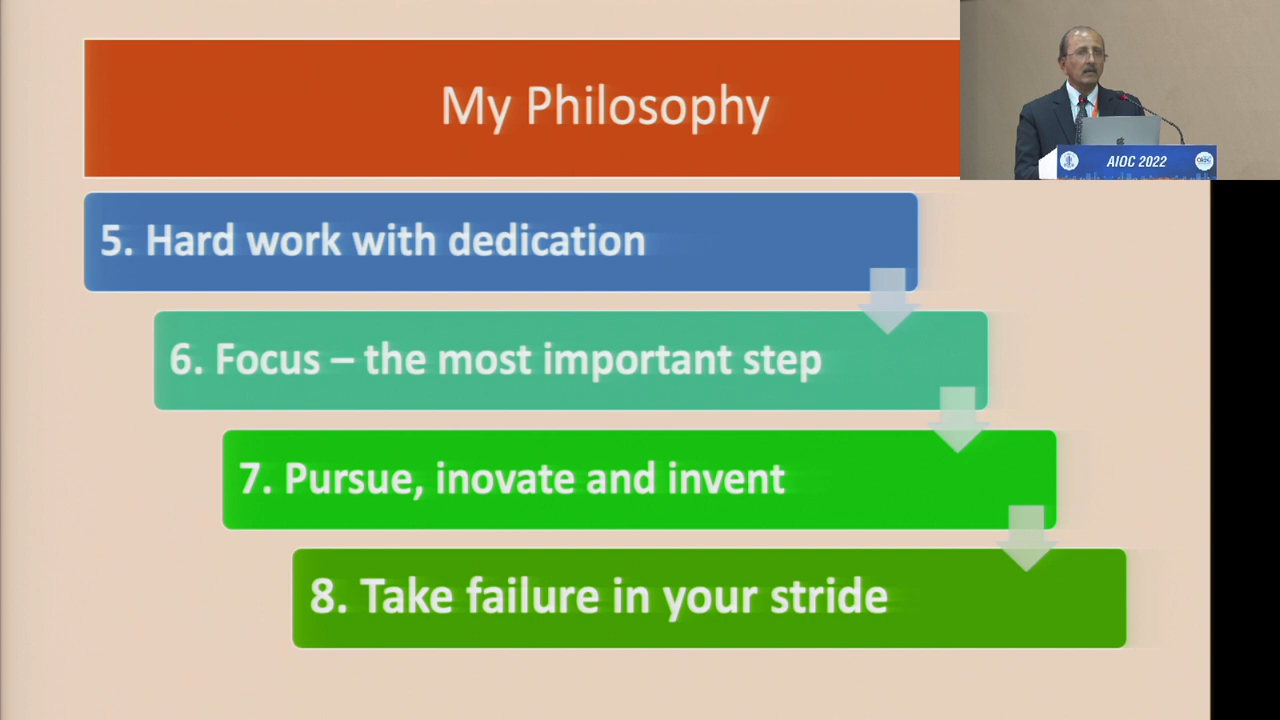 My Philosophy
5. Hard work with dedication
6. Focus – the most important step
7. Pursue, inovate and invent
8. Take failure in your stride
AIOC 2022